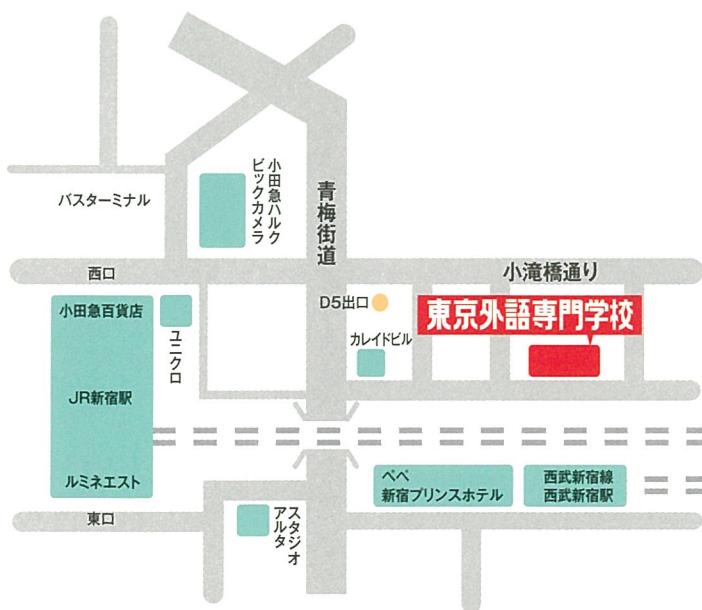 バスターミナル
小田急ハルク
ビックカメラ
青梅街道
西口
小滝橋通り
小田急百貨店
ユニクロ
D5出口
カレイドビル
東京外語専門学校
JR新宿駅
ルミネエスト
ペペ
新宿プリンスホテル
西武新宿線
西武新宿駅
東口
スタジオ
アルタ